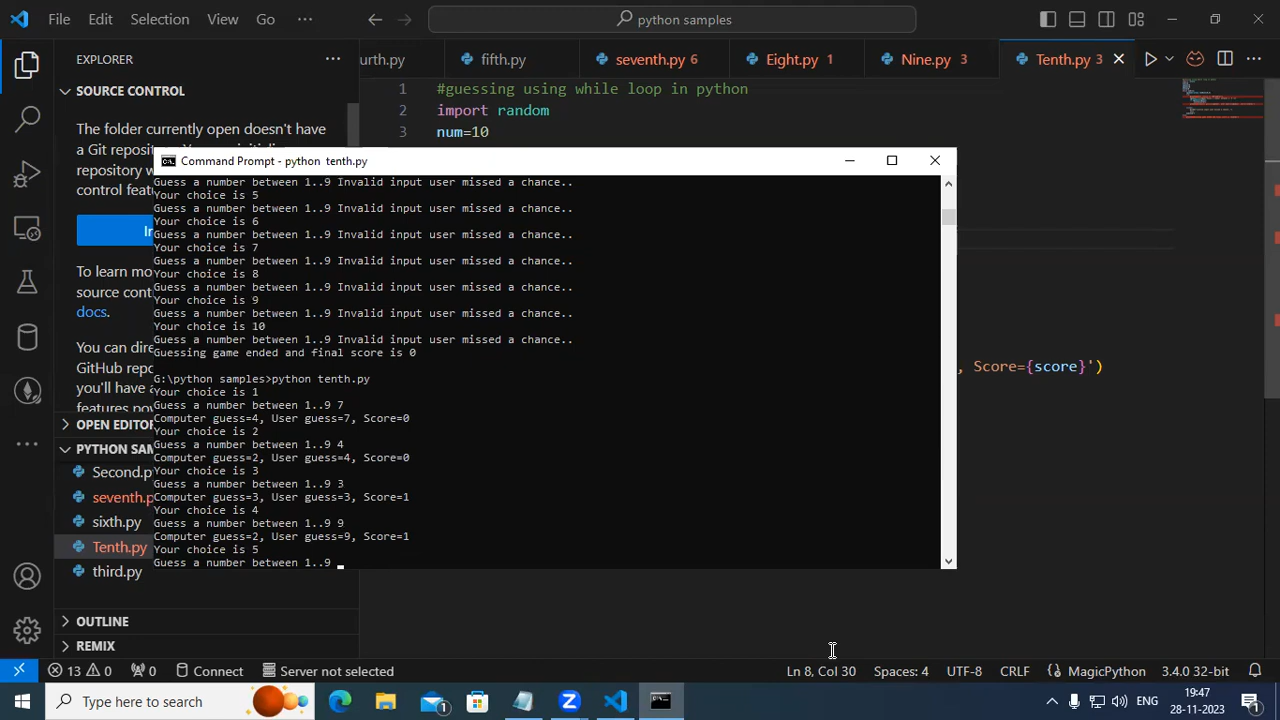 File Edit Selection View Go ··· python samples
EXPLORER ···
SOURCE CONTROL
The folder currently open doesn't have
a Git reposit
repository w
control featu
In
To learn mo
source contr
docs.
You can dire
GitHub repo
you'll have a
features pow
OPEN EDITOR
PYTHON SAM
Second.p
seventh.p
sixth.py
Tenth.py
third.py
OUTLINE
REMIX
urth.py fifth.py seventh.py 6 Eight.py 1 Nine.py 3 Tenth.py 3
1 #guessing using while loop in python
2 import random
3 num=10
, Score={score}')
Command Prompt - python tenth.py
Guess a number between 1..9 Invalid input user missed a chance..
Your choice is 5
Guess a number between 1..9 Invalid input user missed a chance..
Your choice is 6
Guess a number between 1..9 Invalid input user missed a chance..
Your choice is 7
Guess a number between 1..9 Invalid input user missed a chance..
Your choice is 8
Guess a number between 1..9 Invalid input user missed a chance..
Your choice is 9
Guess a number between 1..9 Invalid input user missed a chance..
Your choice is 10
Guess a number between 1..9 Invalid input user missed a chance..
Guessing game ended and final score is 0
G:\python samples>python tenth.py
Your choice is 1
Guess a number between 1..9 7
Computer guess=4, User guess=7, Score=0
Your choice is 2
Guess a number between 1..9 4
Computer guess=2, User guess=4, Score=0
Your choice is 3
Guess a number between 1..9 3
Computer guess=3, User guess=3, Score=1
Your choice is 4
Guess a number between 1..9 9
Computer guess=2, User guess=9, Score=1
Your choice is 5
Guess a number between 1..9
13 0 0 Connect Server not selected Ln 8, Col 30 Spaces: 4 UTF-8 CRLF MagicPython 3.4.0 32-bit
Type here to search
ENG
19:47
28-11-2023
1
1